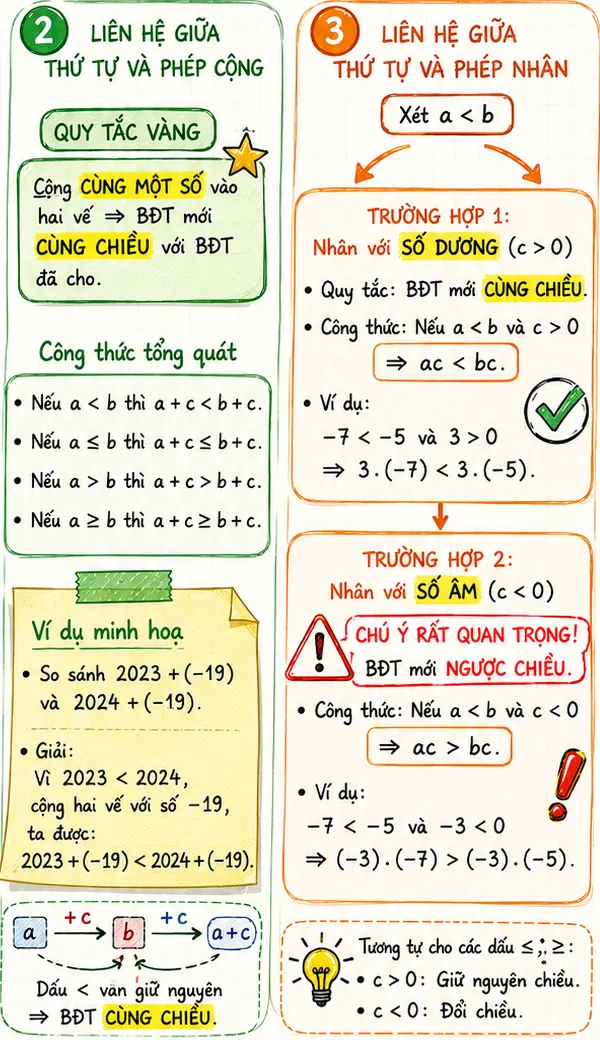 2
LIÊN HỆ GIỮA
THỨ TỰ VÀ PHÉP CỘNG
QUY TẮC VÀNG
Cộng CÙNG MỘT SỐ vào
hai vế ⇒ BĐT mới
CÙNG CHIỀU với BĐT
đã cho.
Công thức tổng quát
• Nếu a < b thì a + c < b + c.
• Nếu a ≤ b thì a + c ≤ b + c.
• Nếu a > b thì a + c > b + c.
• Nếu a ≥ b thì a + c ≥ b + c.
Ví dụ minh hoạ
• So sánh 2023 + (−19)
và 2024 + (−19).
• Giải:
Vì 2023 < 2024,
cộng hai vế với số −19,
ta được:
2023 + (−19) < 2024 + (−19).
+c +c
a b a+c
Dấu < vẫn giữ nguyên
⇒ BĐT CÙNG CHIỀU.
3
LIÊN HỆ GIỮA
THỨ TỰ VÀ PHÉP NHÂN
Xét a < b
TRƯỜNG HỢP 1:
Nhân với SỐ DƯƠNG (c > 0)
• Quy tắc: BĐT mới CÙNG CHIỀU.
• Công thức: Nếu a < b và c > 0
⇒ ac < bc.
• Ví dụ:
−7 < −5 và 3 > 0
⇒ 3.(−7) < 3.(−5).
TRƯỜNG HỢP 2:
Nhân với SỐ ÂM (c < 0)
CHÚ Ý RẤT QUAN TRỌNG!
BĐT mới NGƯỢC CHIỀU.
• Công thức: Nếu a < b và c < 0
⇒ ac > bc.
• Ví dụ:
−7 < −5 và −3 < 0
⇒ (−3).(−7) > (−3).(−5).
Tương tự cho các dấu ≤ ≥:
• c > 0: Giữ nguyên chiều.
• c < 0: Đổi chiều.